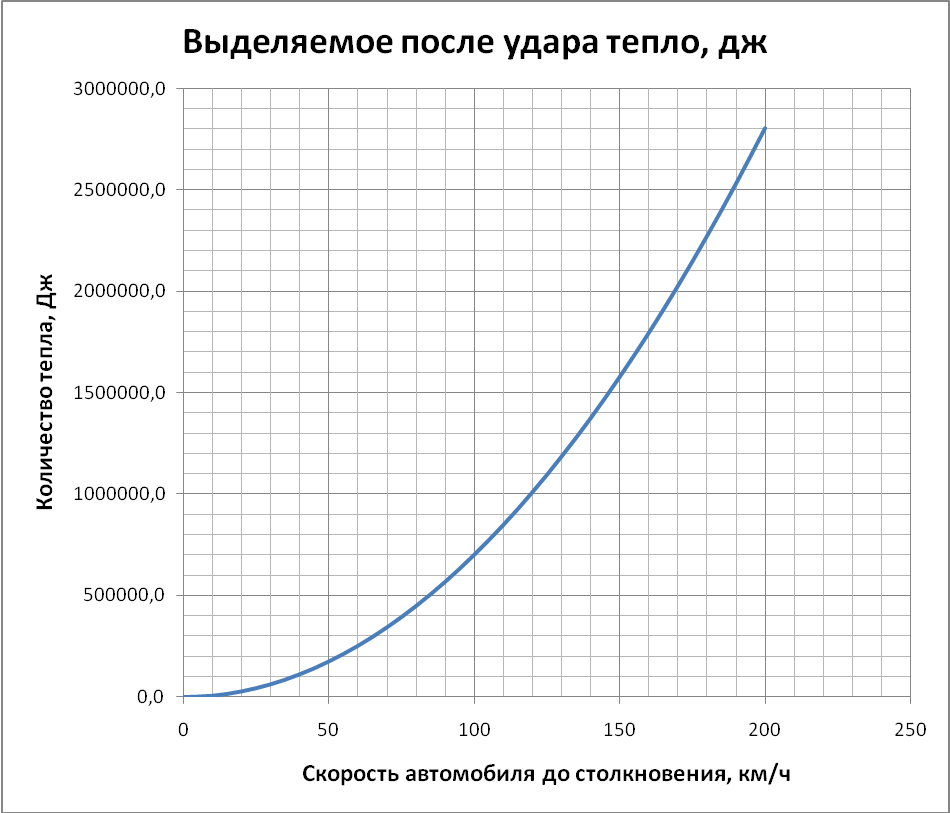 Выделяемое после удара тепло, дж
3000000,0
2500000,0
2000000,0
1500000,0
1000000,0
500000,0
0,0
Количество тепла, Дж
0 50 100 150 200 250
Скорость автомобиля до столкновения, км/ч